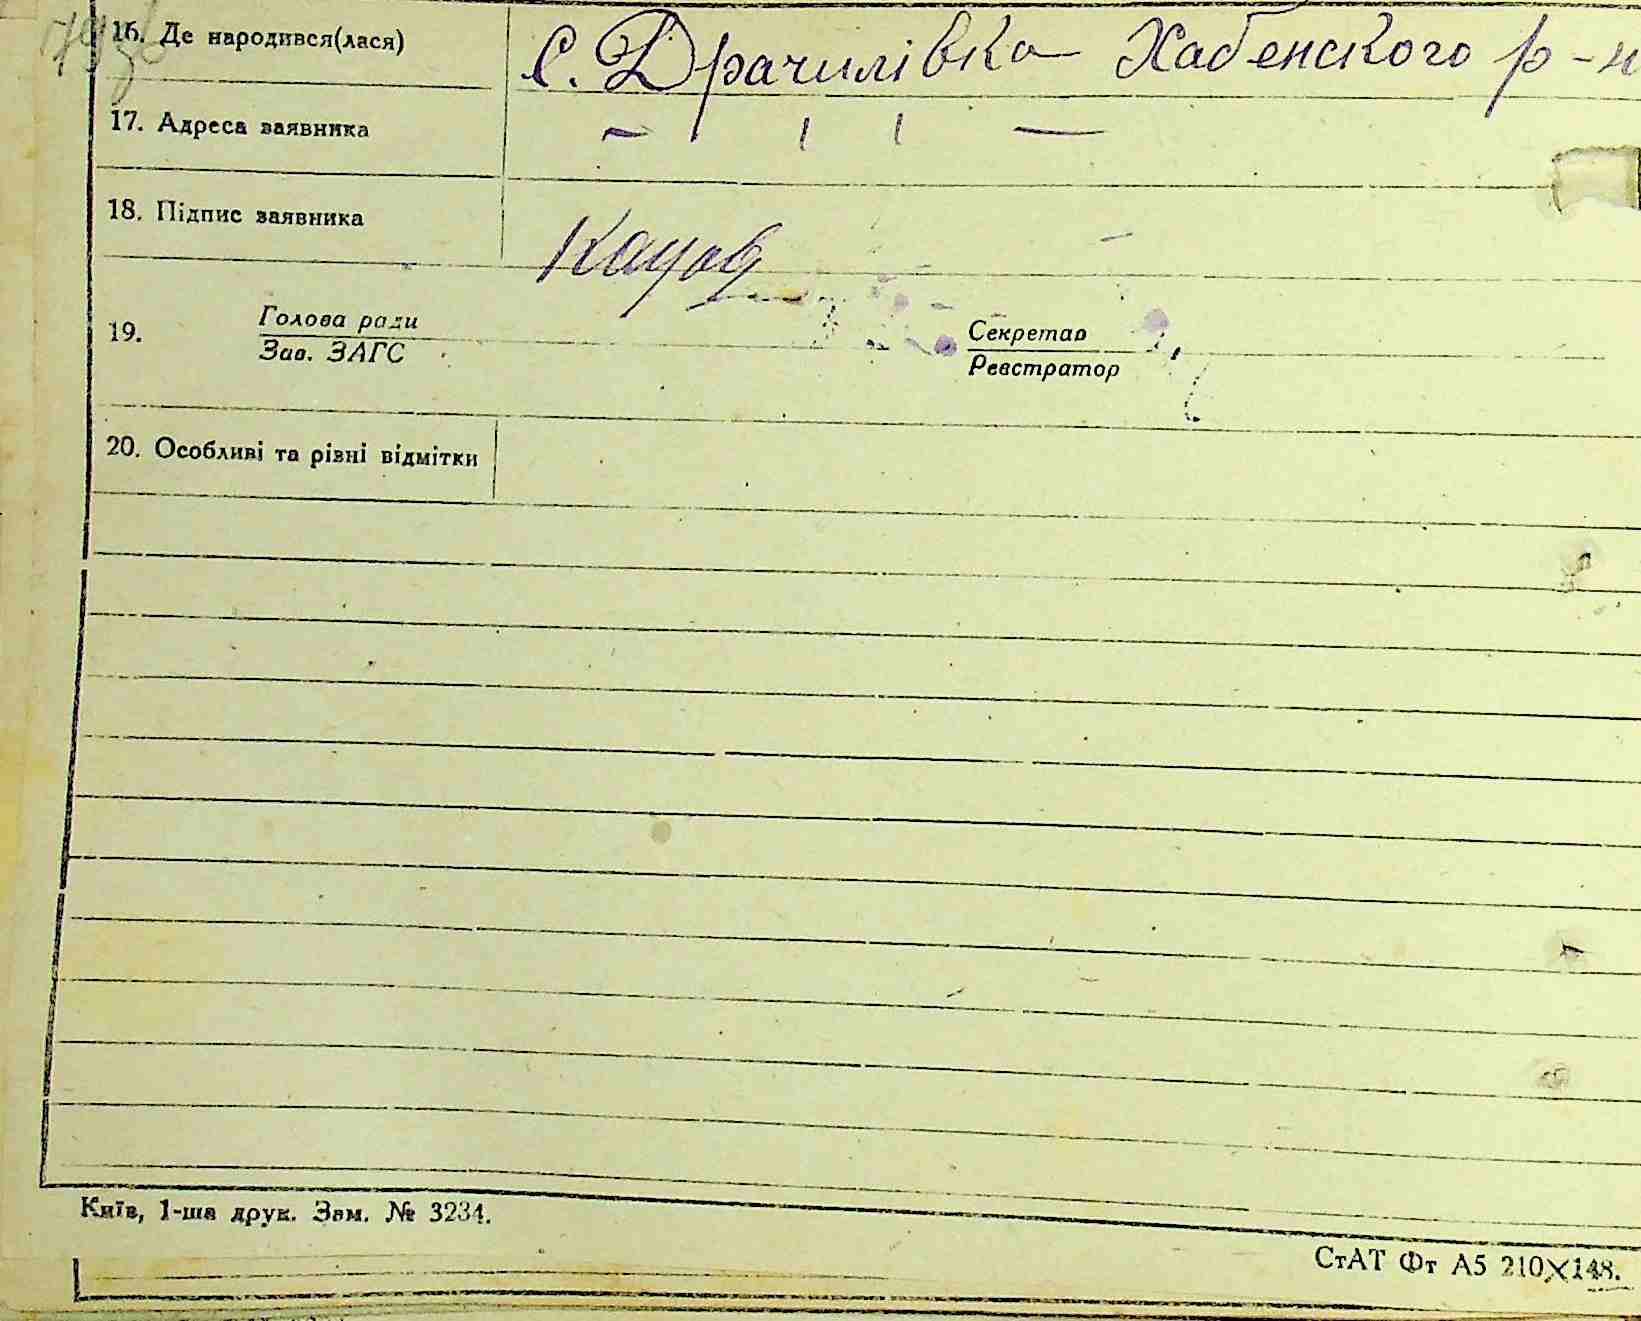 16. Де народився(лася) с. Драчилівка Хабенского р-н
17. Адреса заявника — ׀ ׀ —
18. Підпис заявника
19. Голова ради Секретар
Зав. ЗАГС Реєстратор
20. Особливі та різні відмітки
Київ, 1-ша друк. Зам. № 3234.
СтАТ Фт А5 210×148.